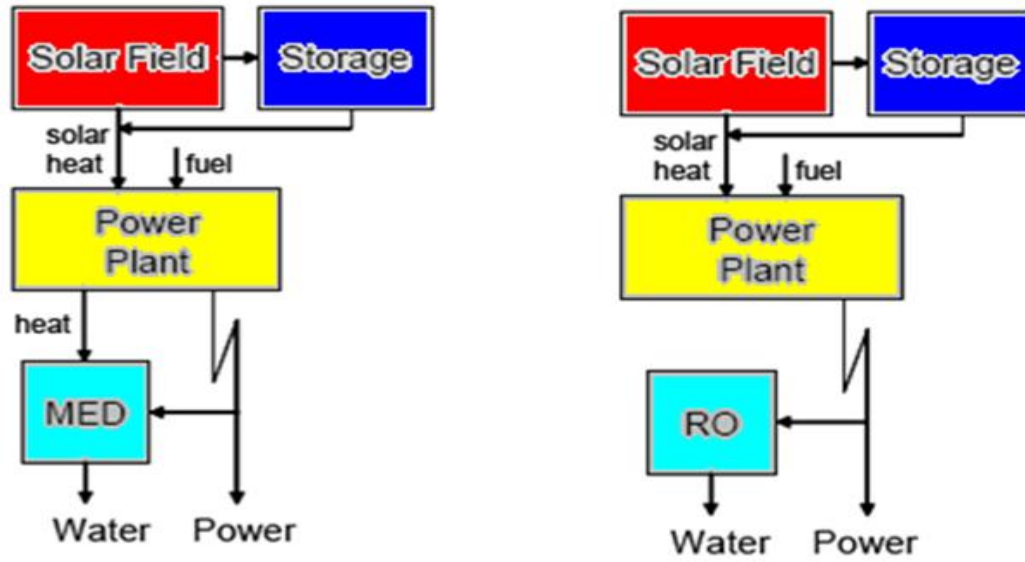 Solar Field
Storage
solar
heat
fuel
Power
Plant
heat
MED
Water
Power
Solar Field
Storage
solar
heat
fuel
Power
Plant
RO
Water
Power